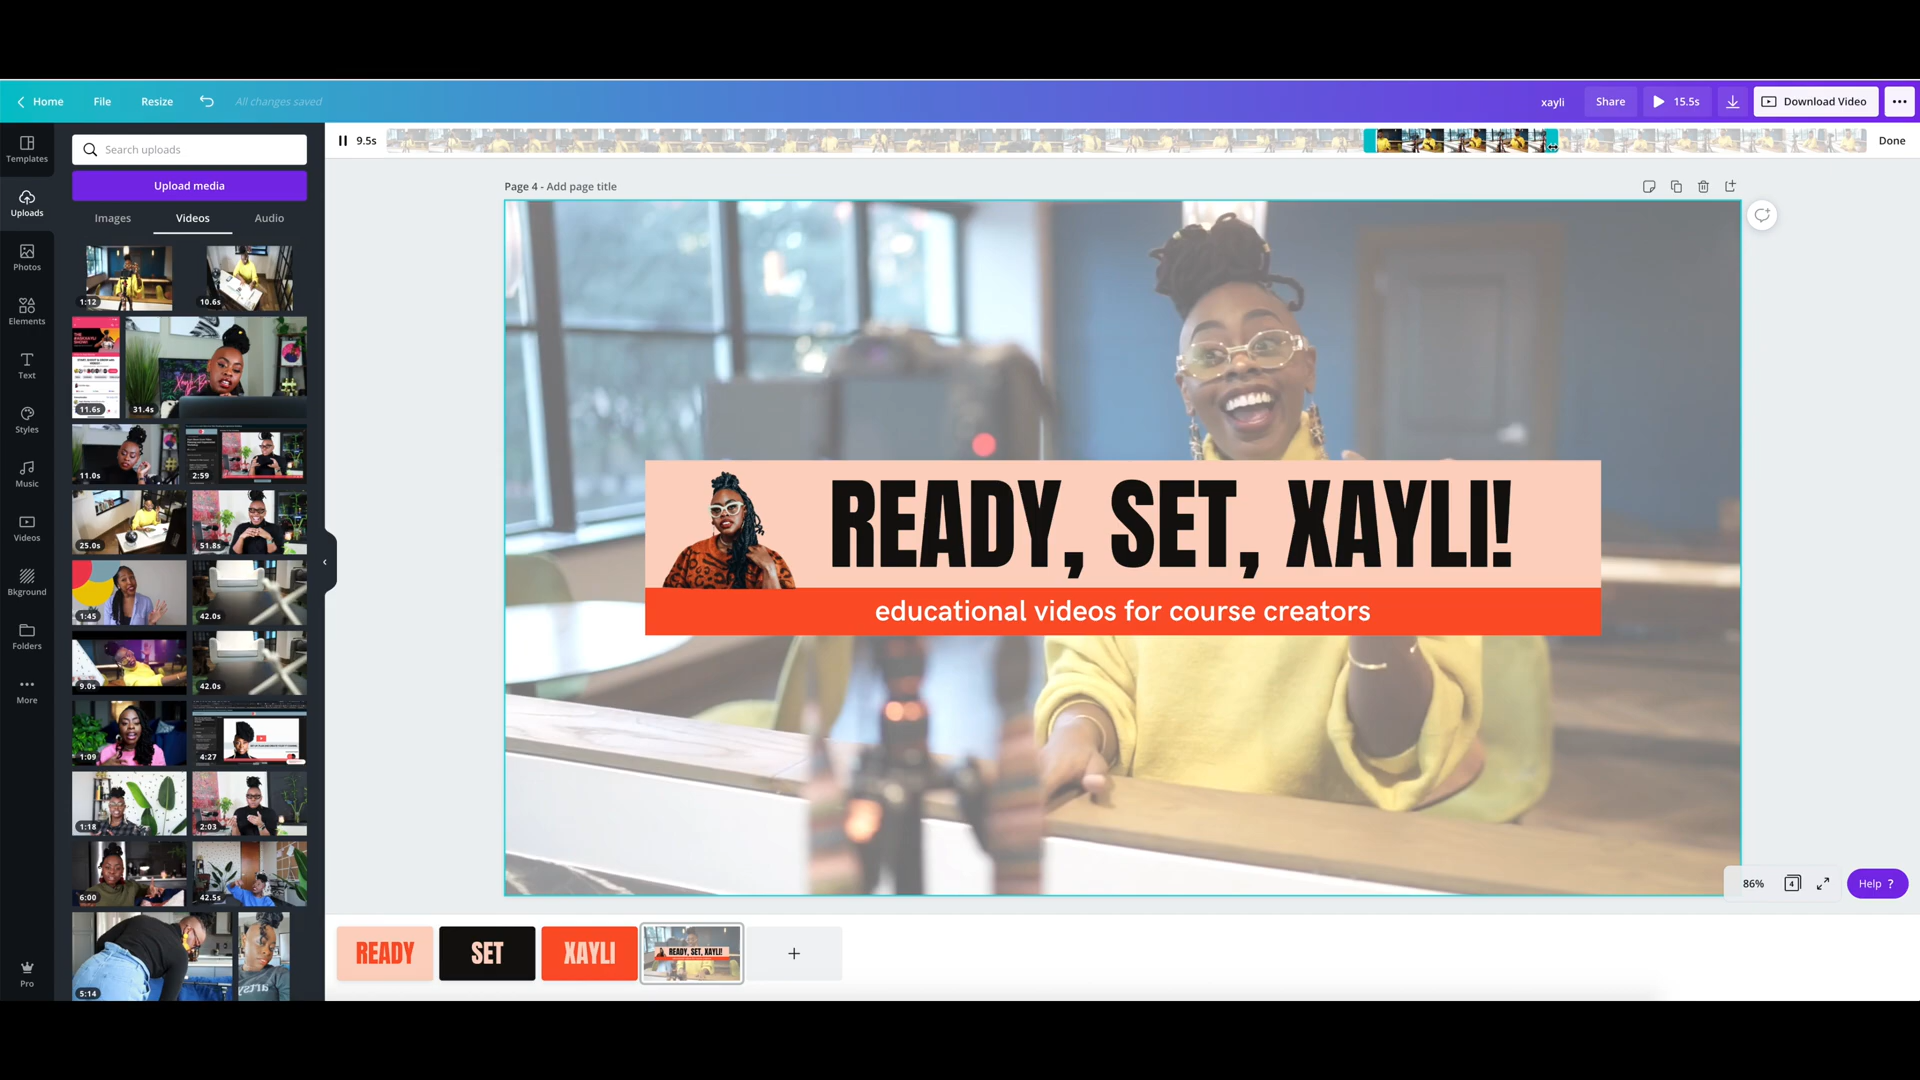 Home File Resize All changes saved xayli Share 15.5s Download Video
9.5s Done
Templates
Uploads
Photos
Elements
Text
Styles
Music
Videos
Bkground
Folders
More
Pro
Search uploads
Upload media
Images Videos Audio
1:12 10.6s
11.6s 31.4s
11.0s 2:59
25.0s 51.8s
1:45 42.0s
9.0s 42.0s
1:09 4:27
1:18 2:03
6:00 42.5s
5:14
Page 4 - Add page title
READY, SET, XAYLI!
educational videos for course creators
86% 4 Help ?
READY SET XAYLI READY, SET, XAYLI! +